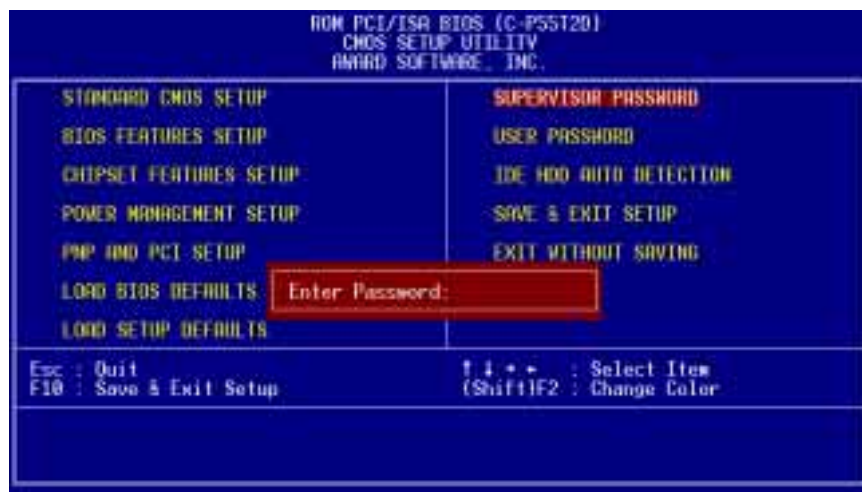 ROM PCI/ISA BIOS (C-P55T2D)
CMOS SETUP UTILITY
AWARD SOFTWARE, INC.
STANDARD CMOS SETUP
BIOS FEATURES SETUP
CHIPSET FEATURES SETUP
POWER MANAGEMENT SETUP
PNP AND PCI SETUP
LOAD BIOS DEFAULTS
LOAD SETUP DEFAULTS
SUPERVISOR PASSWORD
USER PASSWORD
IDE HDD AUTO DETECTION
SAVE & EXIT SETUP
EXIT WITHOUT SAVING
Enter Password:
Esc : Quit
F10 : Save & Exit Setup
↑ ↓ → ← : Select Item
(Shift)F2 : Change Color